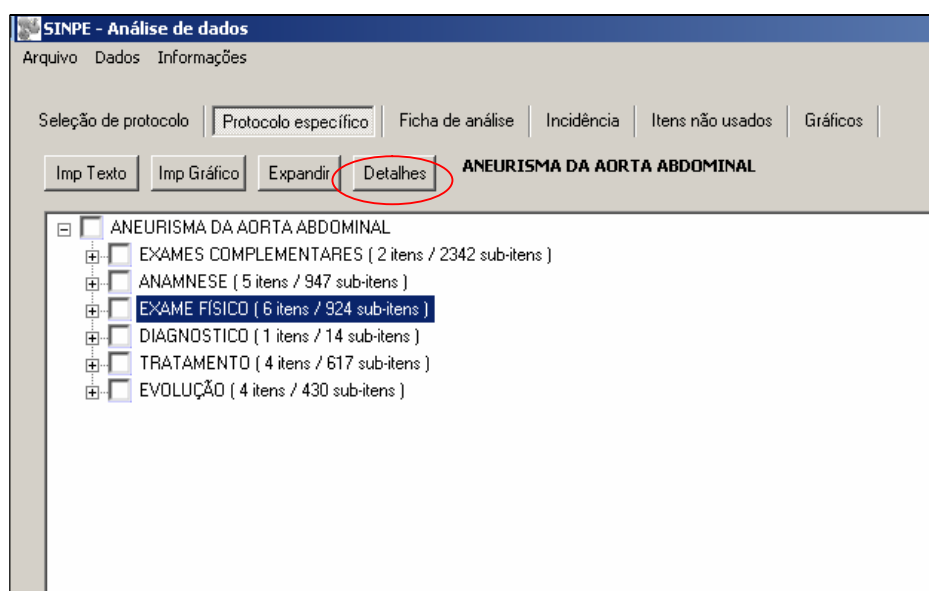 SINPE - Análise de dados
Arquivo Dados Informações
Seleção de protocolo Protocolo específico Ficha de análise Incidência Itens não usados Gráficos
Imp Texto Imp Gráfico Expandir Detalhes ANEURISMA DA AORTA ABDOMINAL
ANEURISMA DA AORTA ABDOMINAL
EXAMES COMPLEMENTARES ( 2 itens / 2342 sub-itens )
ANAMNESE ( 5 itens / 947 sub-itens )
EXAME FÍSICO ( 6 itens / 924 sub-itens )
DIAGNOSTICO ( 1 itens / 14 sub-itens )
TRATAMENTO ( 4 itens / 617 sub-itens )
EVOLUÇÃO ( 4 itens / 430 sub-itens )